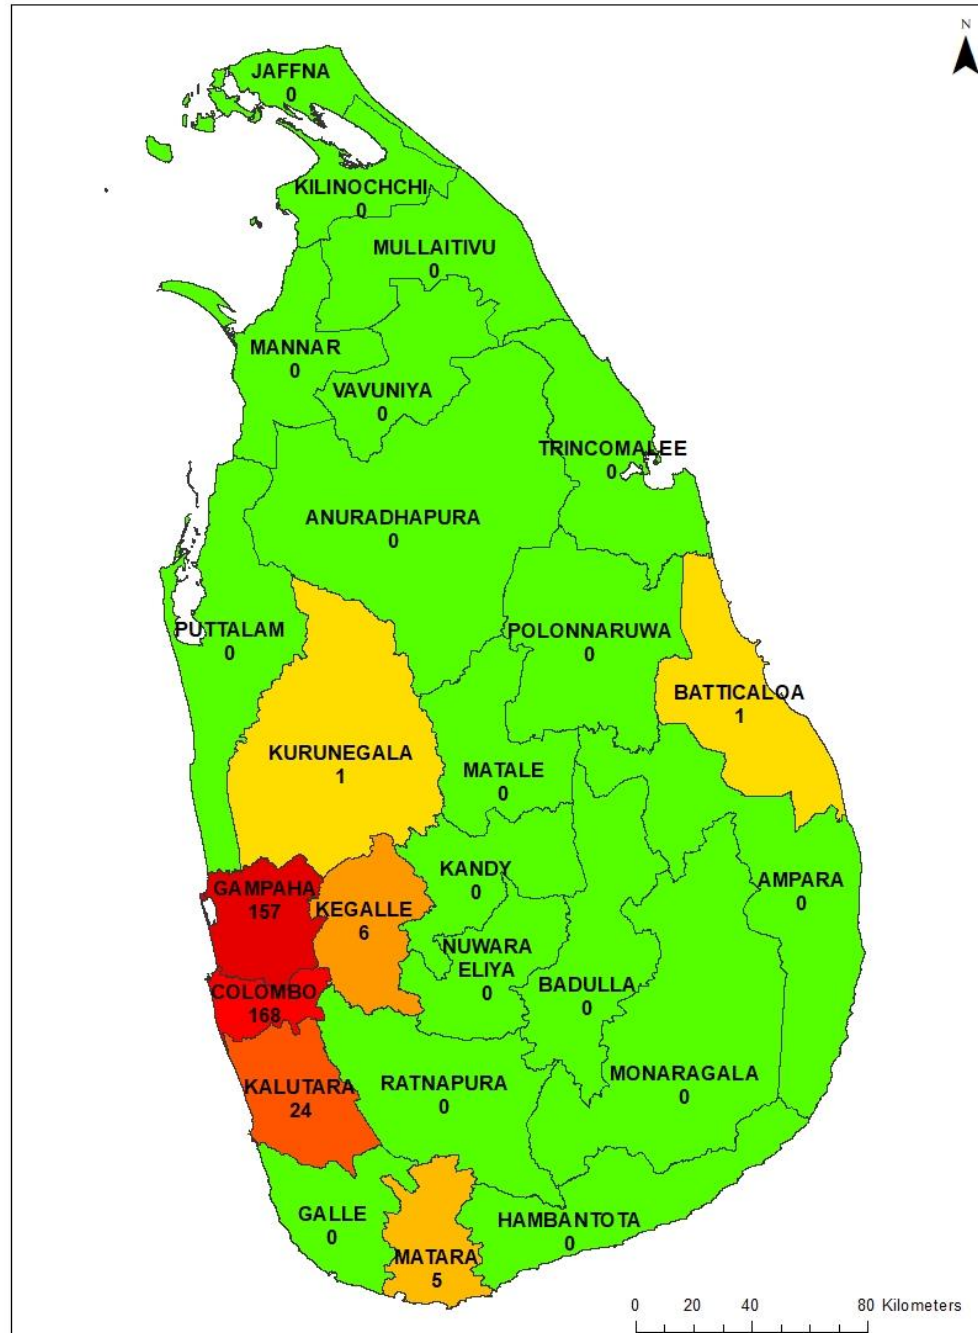 N
JAFFNA
0
KILINOCHCHI
0
MULLAITIVU
0
MANNAR
0
VAVUNIYA
0
TRINCOMALEE
0
ANURADHAPURA
0
PUTTALAM
0
POLONNARUWA
0
BATTICALOA
1
KURUNEGALA
1
MATALE
0
KANDY
0
AMPARA
0
GAMPAHA
157
KEGALLE
6
NUWARA
ELIYA
0
BADULLA
0
COLOMBO
168
MONARAGALA
0
KALUTARA
24
RATNAPURA
0
GALLE
0
HAMBANTOTA
0
MATARA
5
0 20 40 80 Kilometers